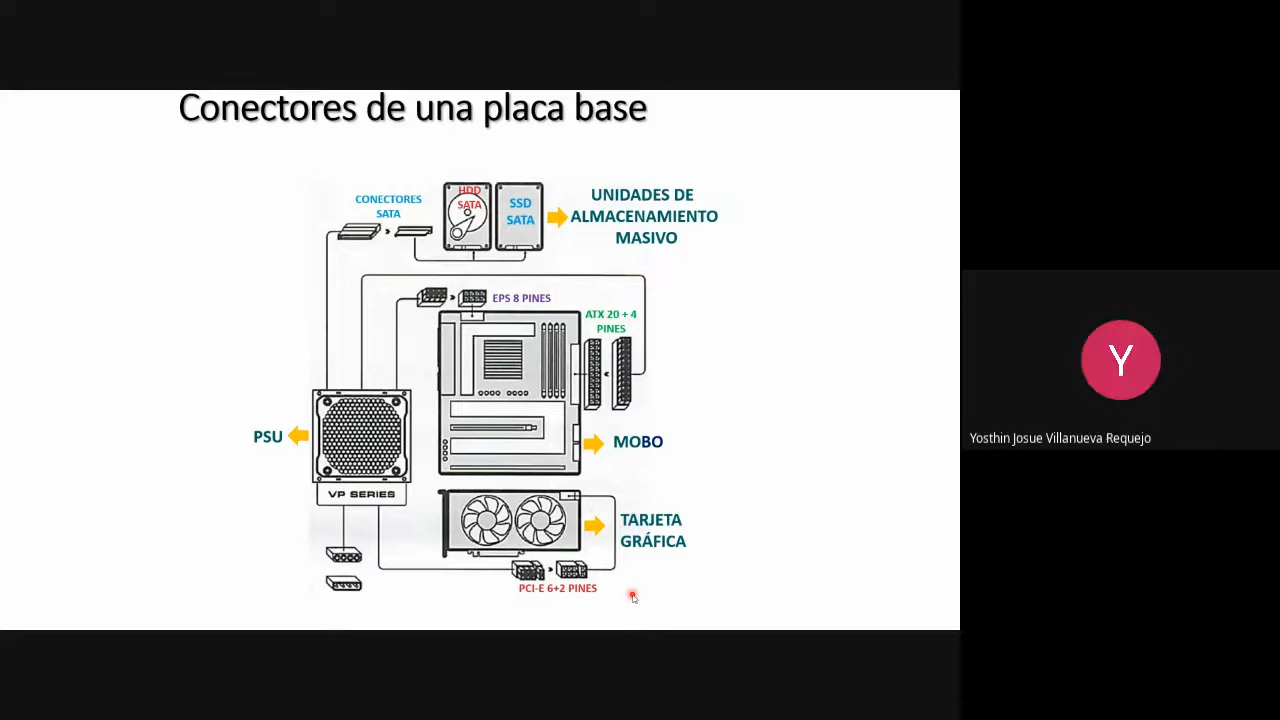 Conectores de una placa base
CONECTORES
SATA
HDD
SATA
SSD
SATA
UNIDADES DE
ALMACENAMIENTO
MASIVO
EPS 8 PINES
ATX 20 + 4
PINES
PSU
MOBO
VP SERIES
TARJETA
GRÁFICA
PCI-E 6+2 PINES
Y
Yosthin Josue Villanueva Requejo